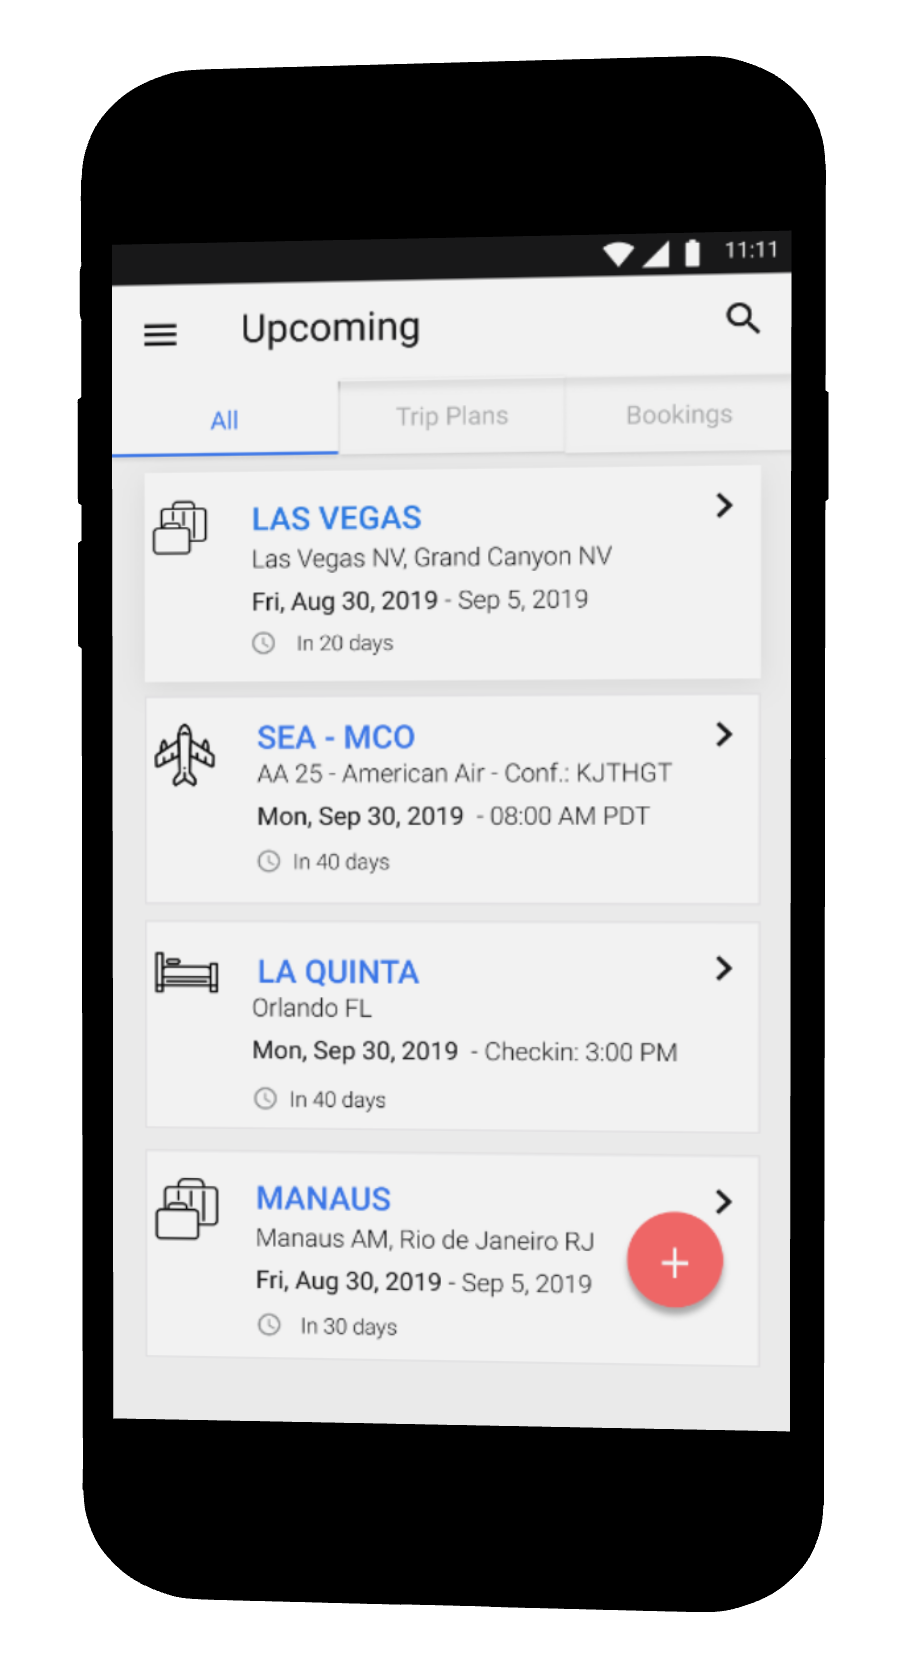 11:11
Upcoming
All
Trip Plans
Bookings
LAS VEGAS
Las Vegas NV, Grand Canyon NV
Fri, Aug 30, 2019 - Sep 5, 2019
In 20 days
SEA - MCO
AA 25 - American Air - Conf.: KJTHGT
Mon, Sep 30, 2019 - 08:00 AM PDT
In 40 days
LA QUINTA
Orlando FL
Mon, Sep 30, 2019 - Checkin: 3:00 PM
In 40 days
MANAUS
Manaus AM, Rio de Janeiro RJ
Fri, Aug 30, 2019 - Sep 5, 2019
In 30 days